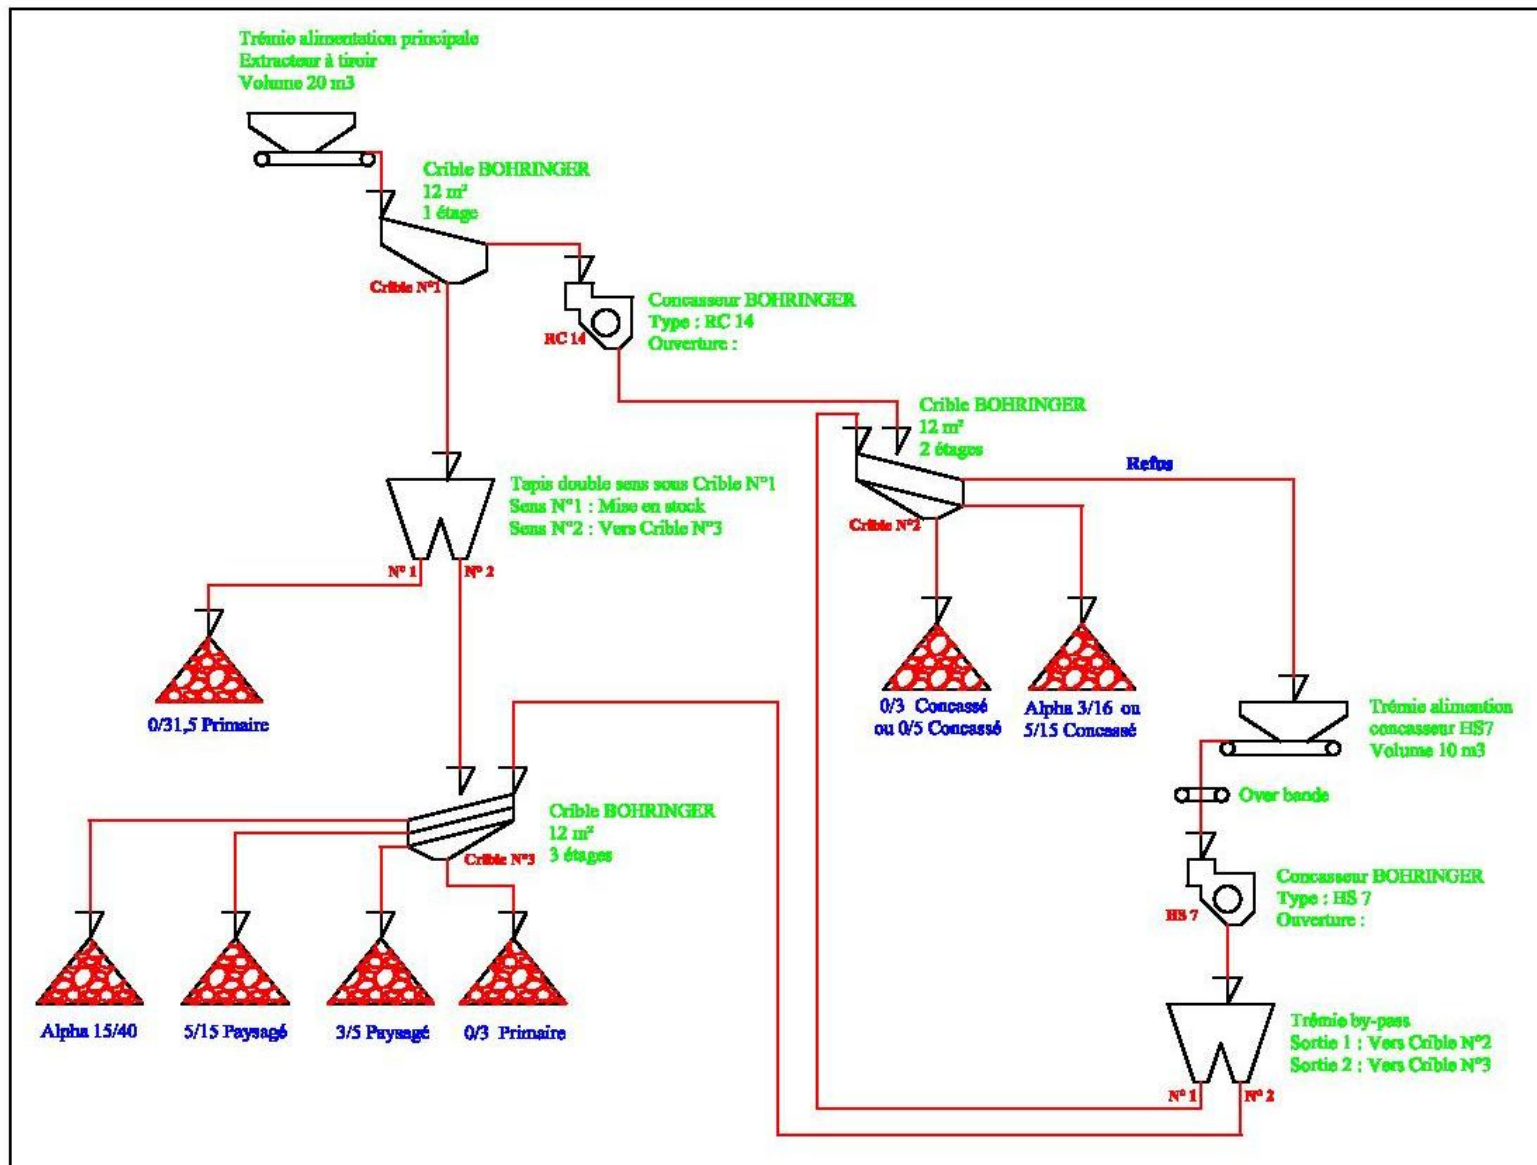 Trémie alimentation principale
Extracteur à tiroir
Volume 20 m3
Crible BOHRINGER
12 m²
1 étage
Crible N°1
Concasseur BOHRINGER
Type : RC 14
Ouverture :
RC 14
Crible BOHRINGER
12 m²
2 étages
Refus
Crible N°2
Tapis double sens sous Crible N°1
Sens N°1 : Mise en stock
Sens N°2 : Vers Crible N°3
N° 1
N° 2
0/31,5 Primaire
0/3 Concassé
ou 0/5 Concassé
Alpha 3/16 ou
5/15 Concassé
Trémie alimention
concasseur HS7
Volume 10 m3
Over bande
Crible BOHRINGER
12 m²
3 étages
Crible N°3
Concasseur BOHRINGER
Type : HS 7
Ouverture :
HS 7
Alpha 15/40
5/15 Paysagé
3/5 Paysagé
0/3 Primaire
Trémie by-pass
Sortie 1 : Vers Crible N°2
Sortie 2 : Vers Crible N°3
N° 1
N° 2